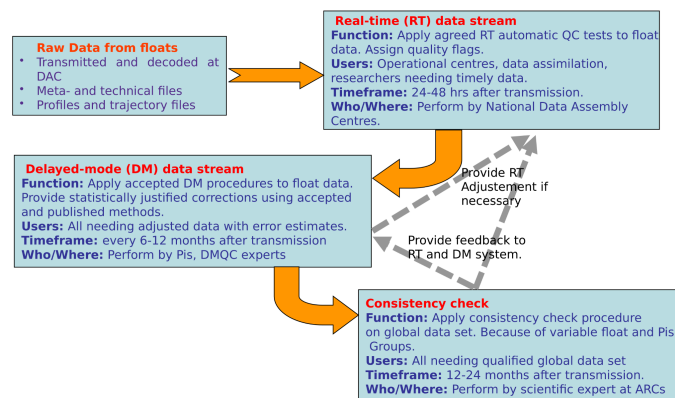 Raw Data from floats
• Transmitted and decoded at
DAC
• Meta- and technical files
• Profiles and trajectory files
Real-time (RT) data stream
Function: Apply agreed RT automatic QC tests to float
data. Assign quality flags.
Users: Operational centres, data assimilation,
researchers needing timely data.
Timeframe: 24-48 hrs after transmission.
Who/Where: Perform by National Data Assembly
Centres.
Delayed-mode (DM) data stream
Function: Apply accepted DM procedures to float data.
Provide statistically justified corrections using accepted
and published methods.
Users: All needing adjusted data with error estimates.
Timeframe: every 6-12 months after transmission
Who/Where: Perform by Pis, DMQC experts
Provide RT
Adjustement if
necessary
Provide feedback to
RT and DM system.
Consistency check
Function: Apply consistency check procedure
on global data set. Because of variable float and Pis
Groups.
Users: All needing qualified global data set
Timeframe: 12-24 months after transmission.
Who/Where: Perform by scientific expert at ARCs